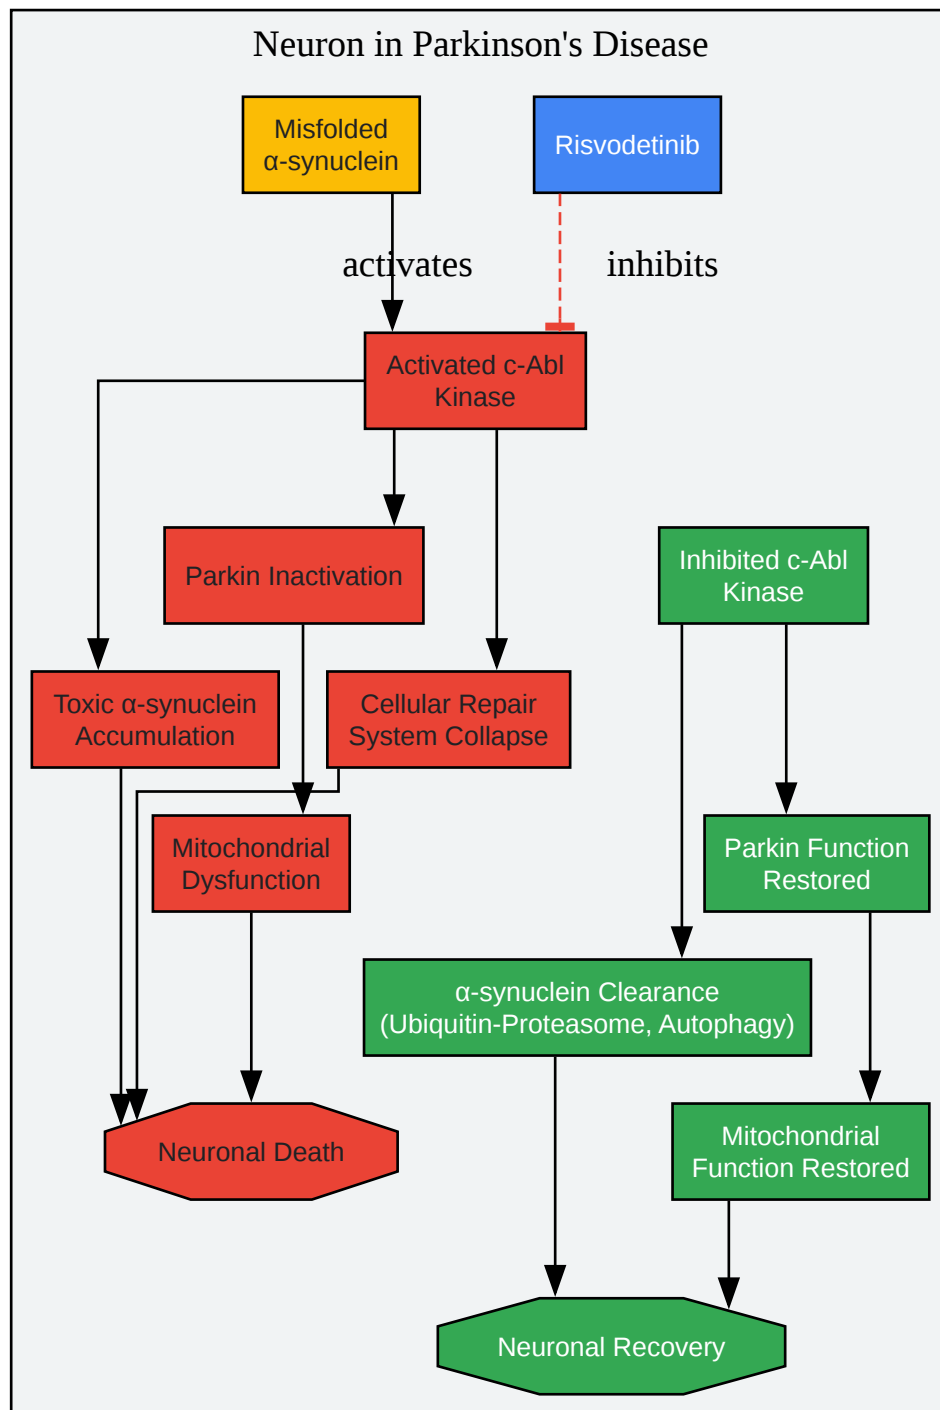 Neuron in Parkinson's Disease
Misfolded
α-synuclein
Risvodetinib
activates
inhibits
Activated c-Abl
Kinase
Parkin Inactivation
Inhibited c-Abl
Kinase
Toxic α-synuclein
Accumulation
Cellular Repair
System Collapse
Mitochondrial
Dysfunction
Parkin Function
Restored
α-synuclein Clearance
(Ubiquitin-Proteasome, Autophagy)
Neuronal Death
Mitochondrial
Function Restored
Neuronal Recovery